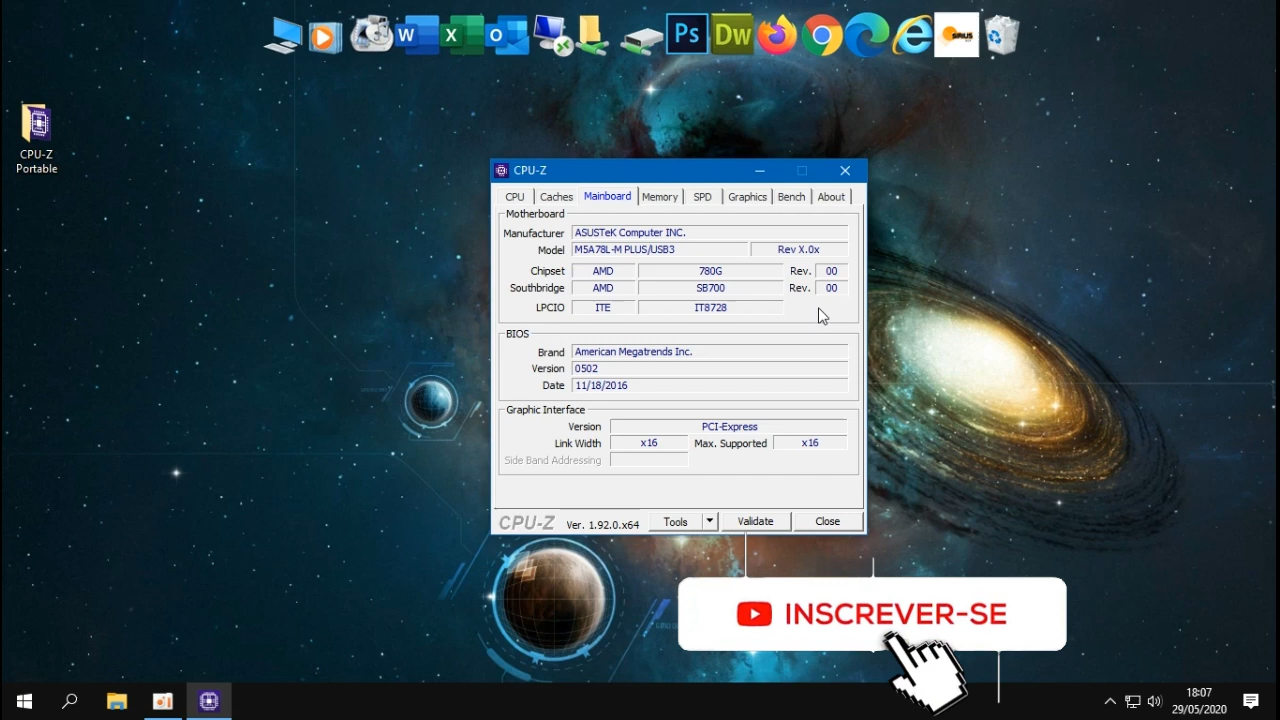 W
X
O
Ps
Dw
SIRIUS
CPU-Z
Portable
CPU-Z
CPU
Caches
Mainboard
Memory
SPD
Graphics
Bench
About
Motherboard
Manufacturer ASUSTeK Computer INC.
Model M5A78L-M PLUS/USB3 Rev X.0x
Chipset AMD 780G Rev. 00
Southbridge AMD SB700 Rev. 00
LPCIO ITE IT8728
BIOS
Brand American Megatrends Inc.
Version 0502
Date 11/18/2016
Graphic Interface
Version PCI-Express
Link Width x16 Max. Supported x16
Side Band Addressing
CPU-Z Ver. 1.92.0.x64 Tools Validate Close
INSCREVER-SE
18:07
29/05/2020